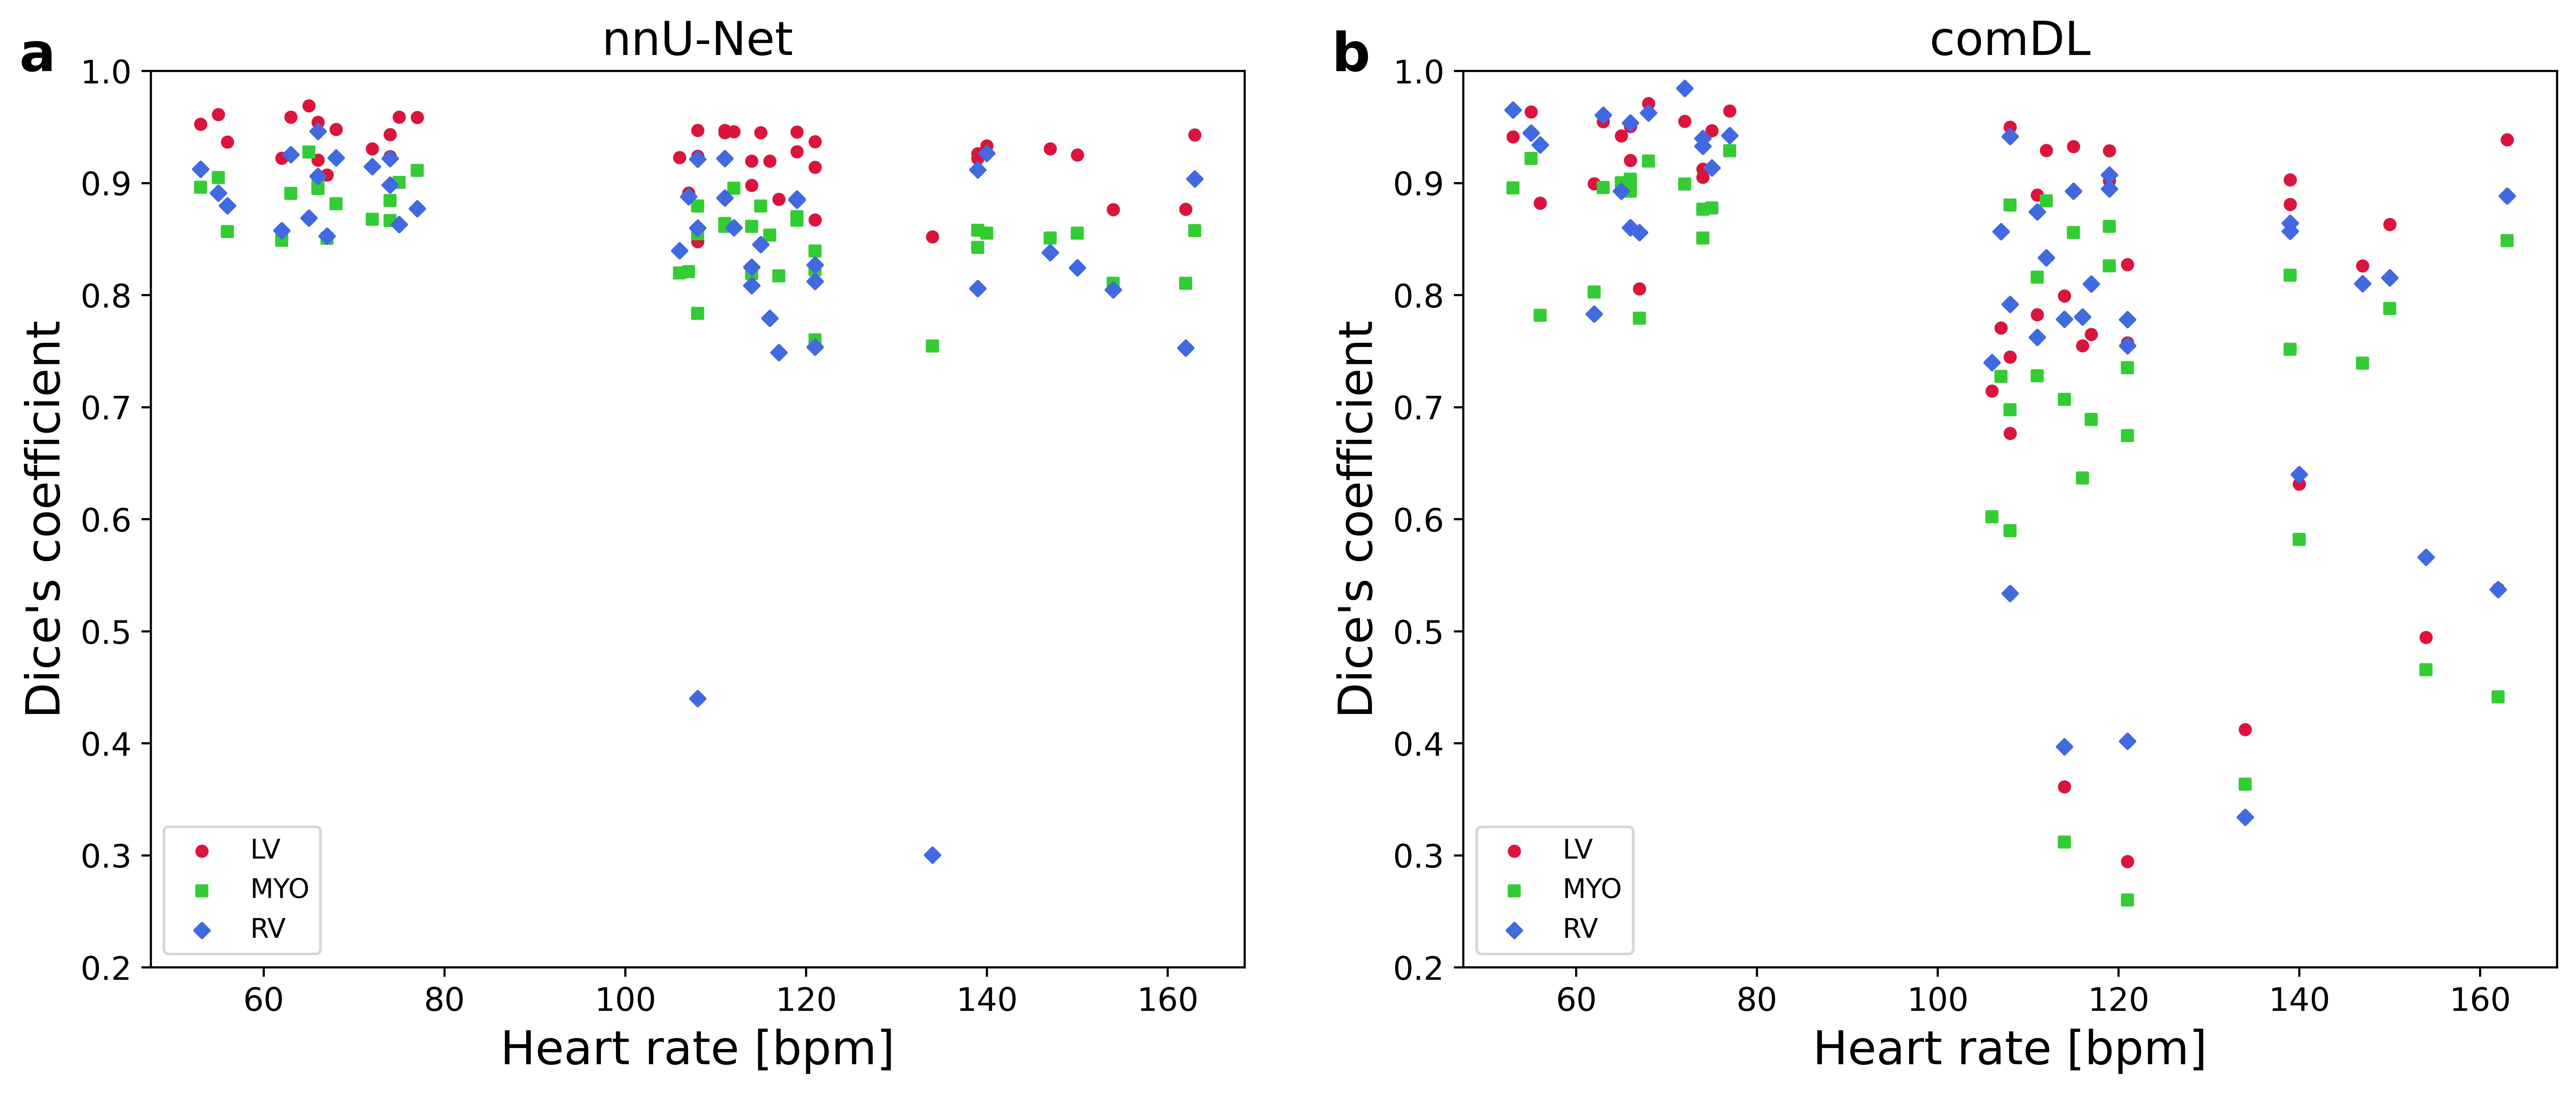 a
nnU-Net
1.0
0.9
0.8
0.7
0.6
0.5
0.4
0.3
0.2
Dice's coefficient
LV
MYO
RV
60 80 100 120 140 160
Heart rate [bpm]
b
comDL
1.0
0.9
0.8
0.7
0.6
0.5
0.4
0.3
0.2
Dice's coefficient
LV
MYO
RV
60 80 100 120 140 160
Heart rate [bpm]